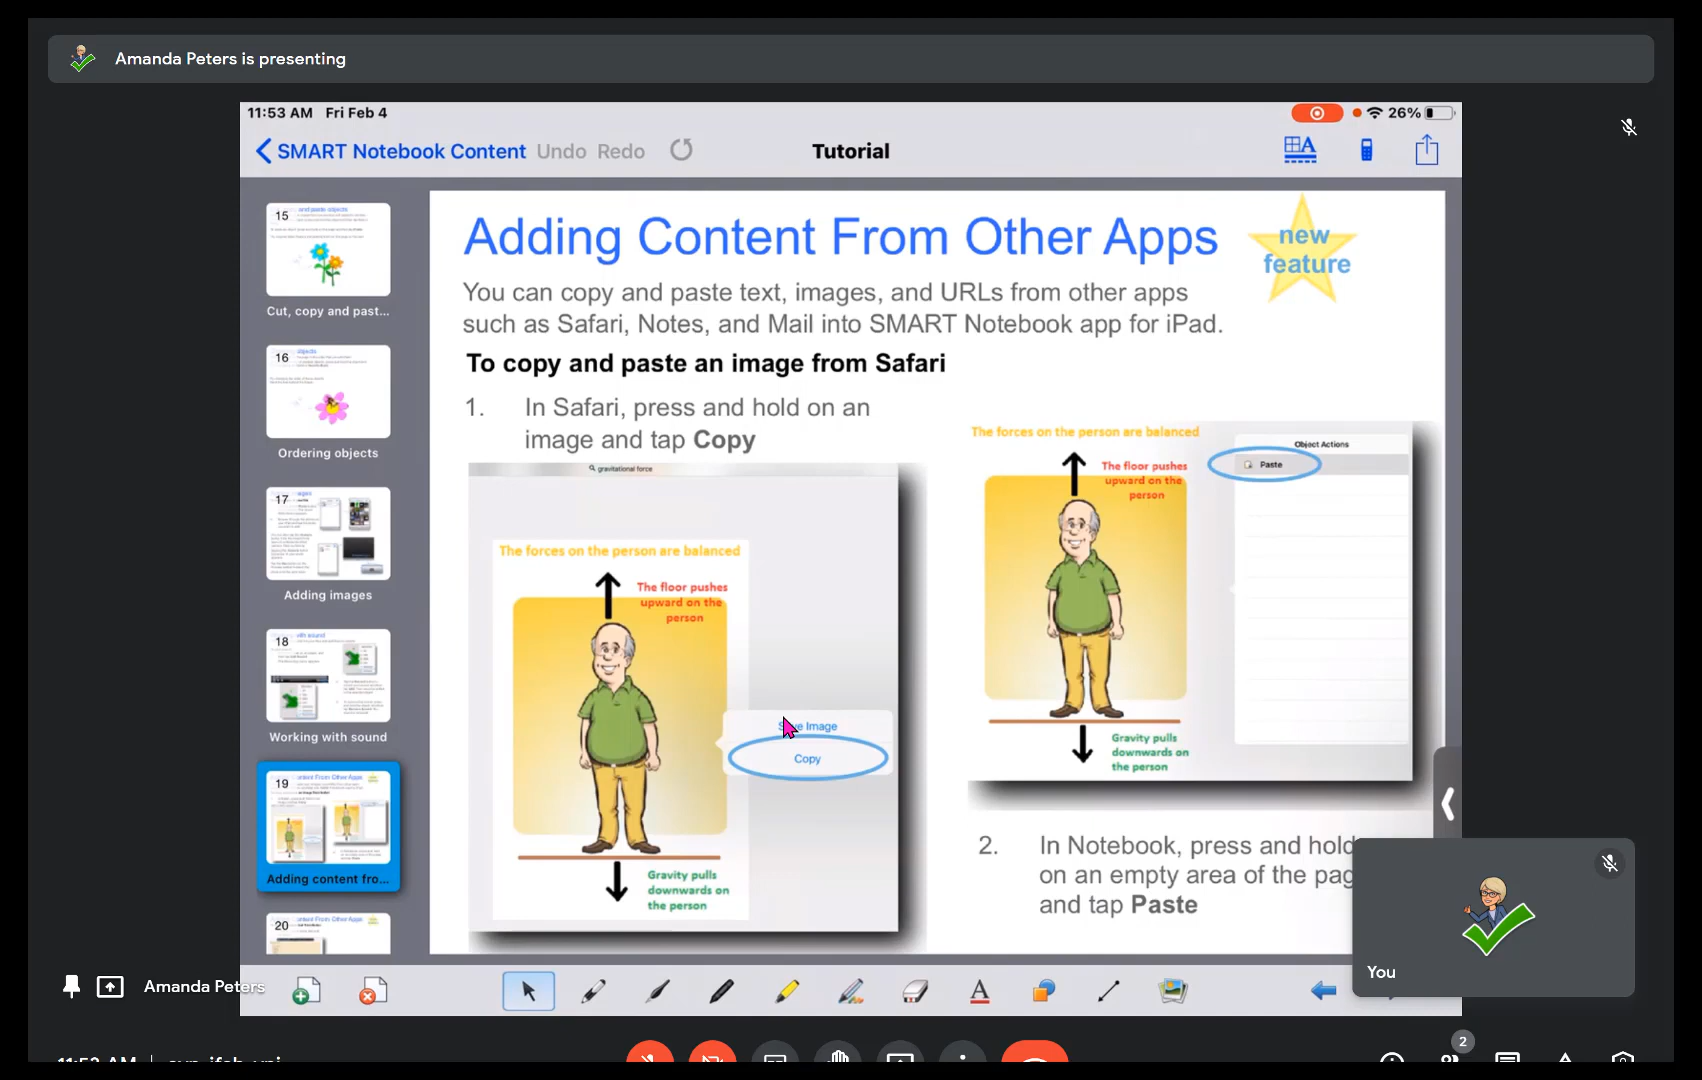 Amanda Peters is presenting
11:53 AM Fri Feb 4
26%
SMART Notebook Content Undo Redo
Tutorial
15
Cut, copy and past...
16
Ordering objects
17
Adding images
18
Working with sound
19
Adding content fro...
20
Adding Content From Other Apps
new
feature
You can copy and paste text, images, and URLs from other apps
such as Safari, Notes, and Mail into SMART Notebook app for iPad.
To copy and paste an image from Safari
1. In Safari, press and hold on an
image and tap Copy
gravitational force
The forces on the person are balanced
The floor pushes
upward on the
person
Image
Copy
Gravity pulls
downwards on
the person
The forces on the person are balanced
The floor pushes
upward on the
person
Object Actions
Paste
Gravity pulls
downwards on
the person
2. In Notebook, press and hold
on an empty area of the pag
and tap Paste
You
Amanda Peters
A
11:53 AM
2